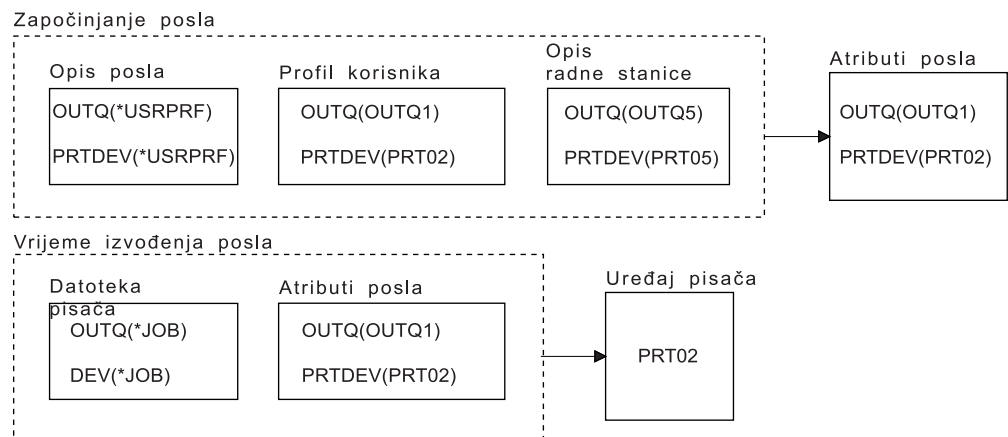 Započinjanje posla
Opis posla
OUTQ(*USRPRF)
PRTDEV(*USRPRF)
Profil korisnika
OUTQ(OUTQ1)
PRTDEV(PRT02)
Opis
radne stanice
OUTQ(OUTQ5)
PRTDEV(PRT05)
Atributi posla
OUTQ(OUTQ1)
PRTDEV(PRT02)
Vrijeme izvođenja posla
Datoteka
pisača
OUTQ(*JOB)
DEV(*JOB)
Atributi posla
OUTQ(OUTQ1)
PRTDEV(PRT02)
Uređaj pisača
PRT02